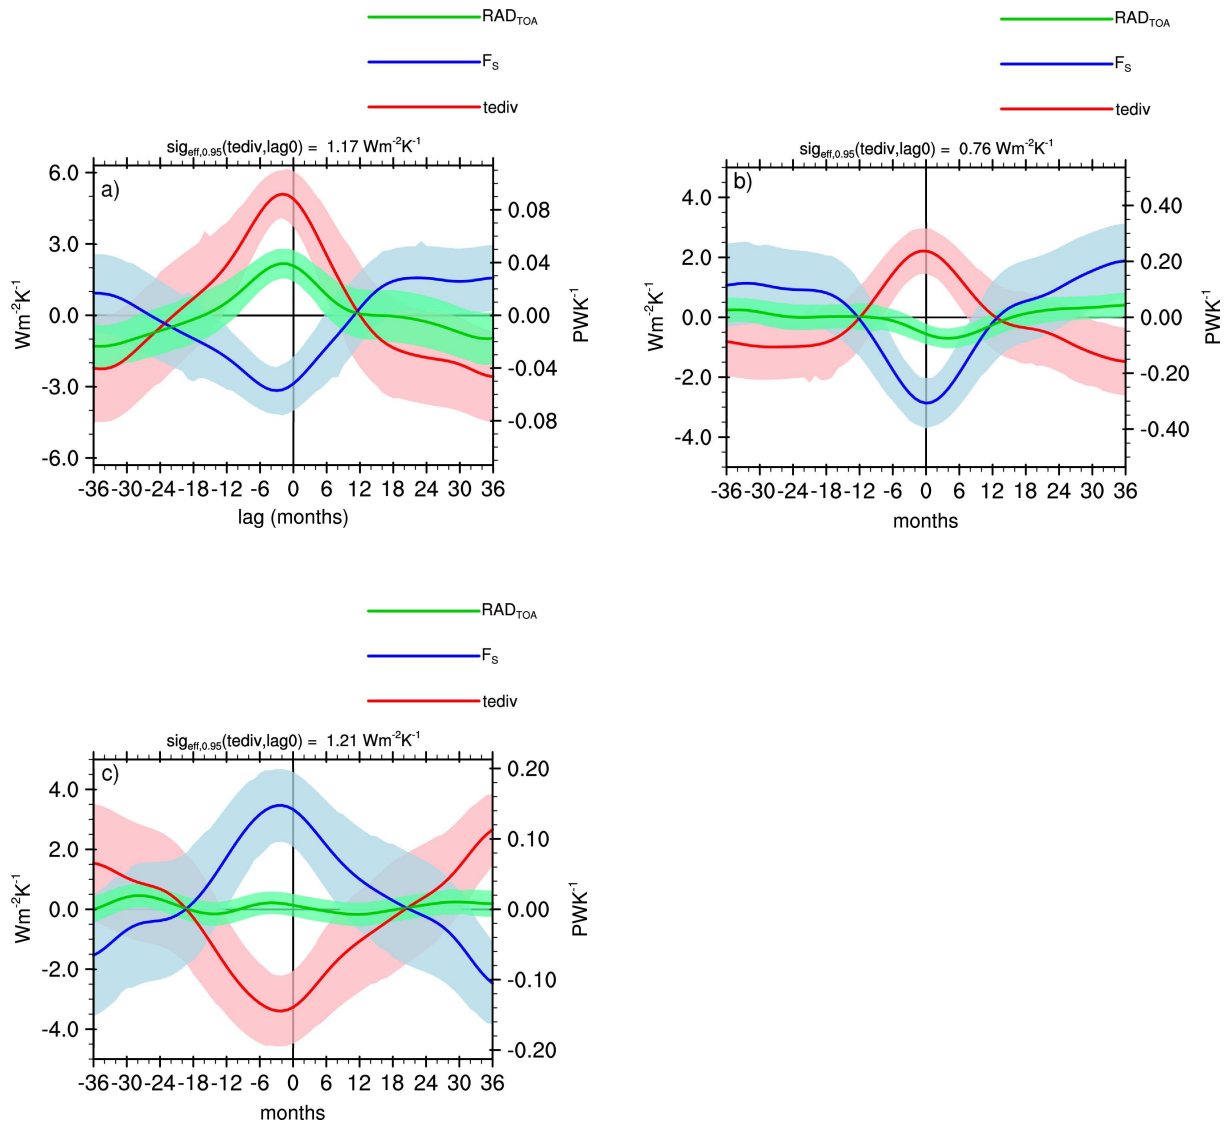 RAD_TOA
F_S
tediv
sig_eff,0.95(tediv,lag0) = 1.17 Wm⁻²K⁻¹
a)
6.0
3.0
0.0
-3.0
-6.0
Wm⁻²K⁻¹
0.08
0.04
0.00
-0.04
-0.08
PWK⁻¹
-36 -30 -24 -18 -12 -6 0 6 12 18 24 30 36
lag (months)
RAD_TOA
F_S
tediv
sig_eff,0.95(tediv,lag0) = 0.76 Wm⁻²K⁻¹
b)
4.0
2.0
0.0
-2.0
-4.0
Wm⁻²K⁻¹
0.40
0.20
0.00
-0.20
-0.40
PWK⁻¹
-36 -30 -24 -18 -12 -6 0 6 12 18 24 30 36
months
RAD_TOA
F_S
tediv
sig_eff,0.95(tediv,lag0) = 1.21 Wm⁻²K⁻¹
c)
4.0
2.0
0.0
-2.0
-4.0
Wm⁻²K⁻¹
0.20
0.10
0.00
-0.10
-0.20
PWK⁻¹
-36 -30 -24 -18 -12 -6 0 6 12 18 24 30 36
months